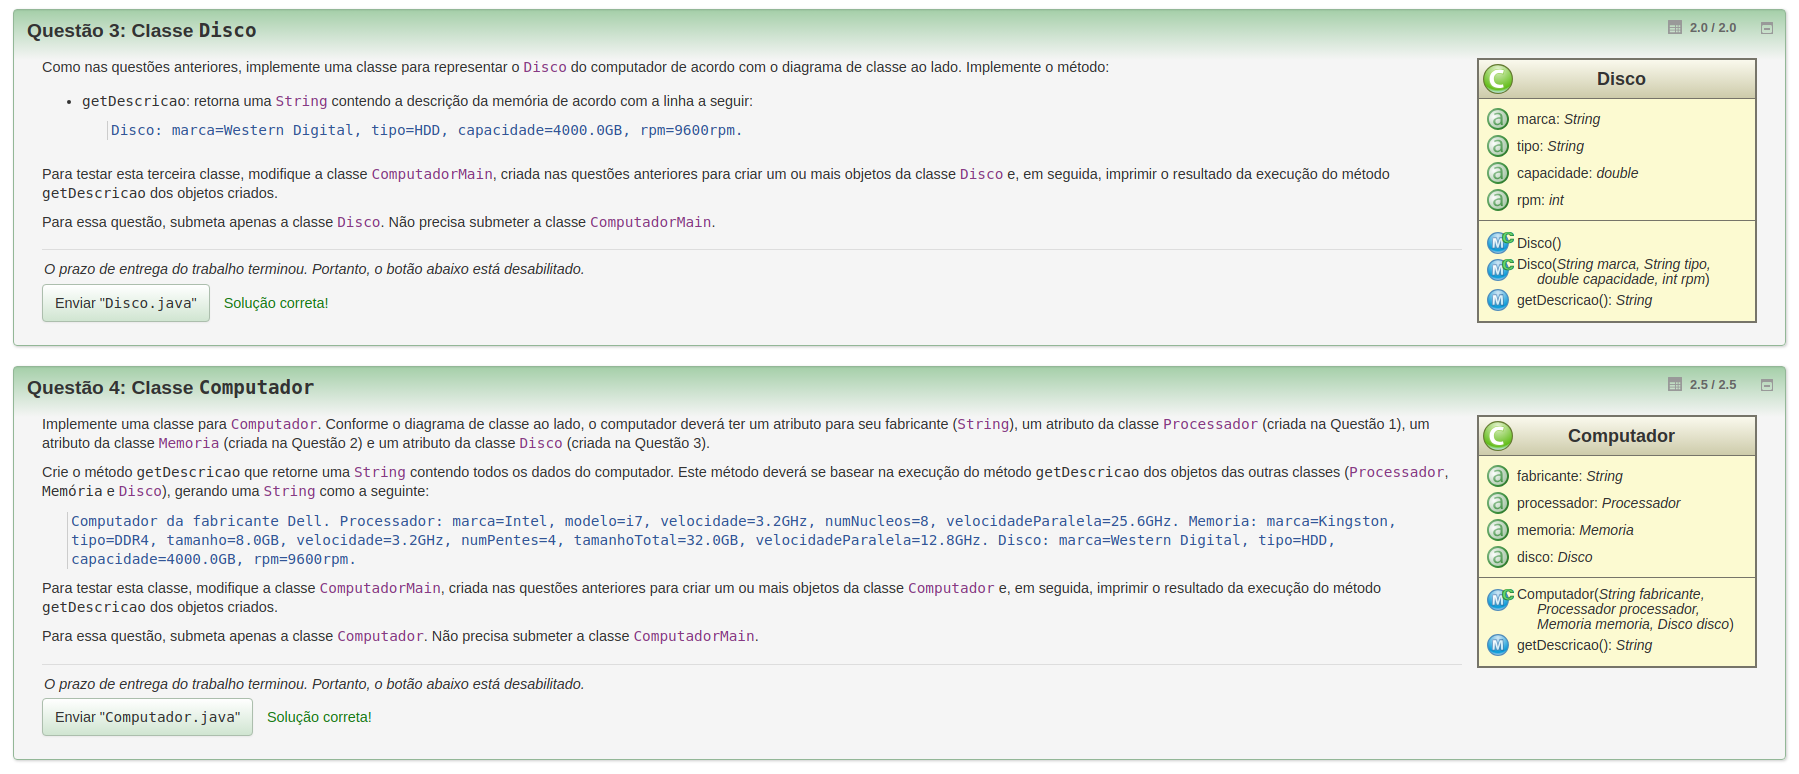 Questão 3: Classe Disco
2.0 / 2.0
Como nas questões anteriores, implemente uma classe para representar o Disco do computador de acordo com o diagrama de classe ao lado. Implemente o método:
• getDescricao: retorna uma String contendo a descrição da memória de acordo com a linha a seguir:
Disco: marca=Western Digital, tipo=HDD, capacidade=4000.0GB, rpm=9600rpm.
Para testar esta terceira classe, modifique a classe ComputadorMain, criada nas questões anteriores para criar um ou mais objetos da classe Disco e, em seguida, imprimir o resultado da execução do método
getDescricao dos objetos criados.
Para essa questão, submeta apenas a classe Disco. Não precisa submeter a classe ComputadorMain.
O prazo de entrega do trabalho terminou. Portanto, o botão abaixo está desabilitado.
Enviar "Disco.java" Solução correta!
C Disco
a marca: String
a tipo: String
a capacidade: double
a rpm: int
M C Disco()
M C Disco(String marca, String tipo,
double capacidade, int rpm)
M getDescricao(): String
Questão 4: Classe Computador
2.5 / 2.5
Implemente uma classe para Computador. Conforme o diagrama de classe ao lado, o computador deverá ter um atributo para seu fabricante (String), um atributo da classe Processador (criada na Questão 1), um
atributo da classe Memoria (criada na Questão 2) e um atributo da classe Disco (criada na Questão 3).
Crie o método getDescricao que retorne uma String contendo todos os dados do computador. Este método deverá se basear na execução do método getDescricao dos objetos das outras classes (Processador,
Memória e Disco), gerando uma String como a seguinte:
Computador da fabricante Dell. Processador: marca=Intel, modelo=i7, velocidade=3.2GHz, numNucleos=8, velocidadeParalela=25.6GHz. Memoria: marca=Kingston,
tipo=DDR4, tamanho=8.0GB, velocidade=3.2GHz, numPentes=4, tamanhoTotal=32.0GB, velocidadeParalela=12.8GHz. Disco: marca=Western Digital, tipo=HDD,
capacidade=4000.0GB, rpm=9600rpm.
Para testar esta classe, modifique a classe ComputadorMain, criada nas questões anteriores para criar um ou mais objetos da classe Computador e, em seguida, imprimir o resultado da execução do método
getDescricao dos objetos criados.
Para essa questão, submeta apenas a classe Computador. Não precisa submeter a classe ComputadorMain.
O prazo de entrega do trabalho terminou. Portanto, o botão abaixo está desabilitado.
Enviar "Computador.java" Solução correta!
C Computador
a fabricante: String
a processador: Processador
a memoria: Memoria
a disco: Disco
M C Computador(String fabricante,
Processador processador,
Memoria memoria, Disco disco)
M getDescricao(): String